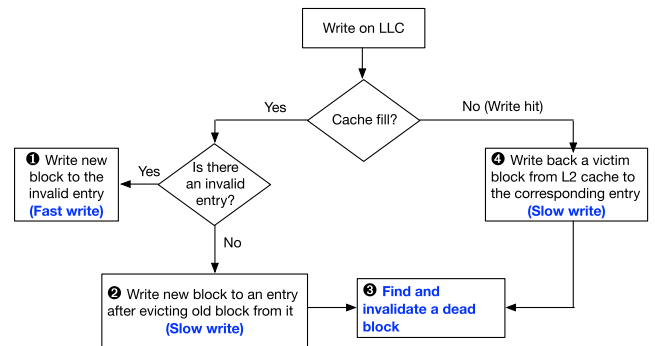 Write on LLC
Yes
Cache fill?
No (Write hit)
❶ Write new
block to the
invalid entry
(Fast write)
Yes
Is there
an invalid
entry?
❹ Write back a victim
block from L2 cache to
the corresponding entry
(Slow write)
No
❷ Write new block to an entry
after evicting old block from it
(Slow write)
❸ Find and
invalidate a dead
block